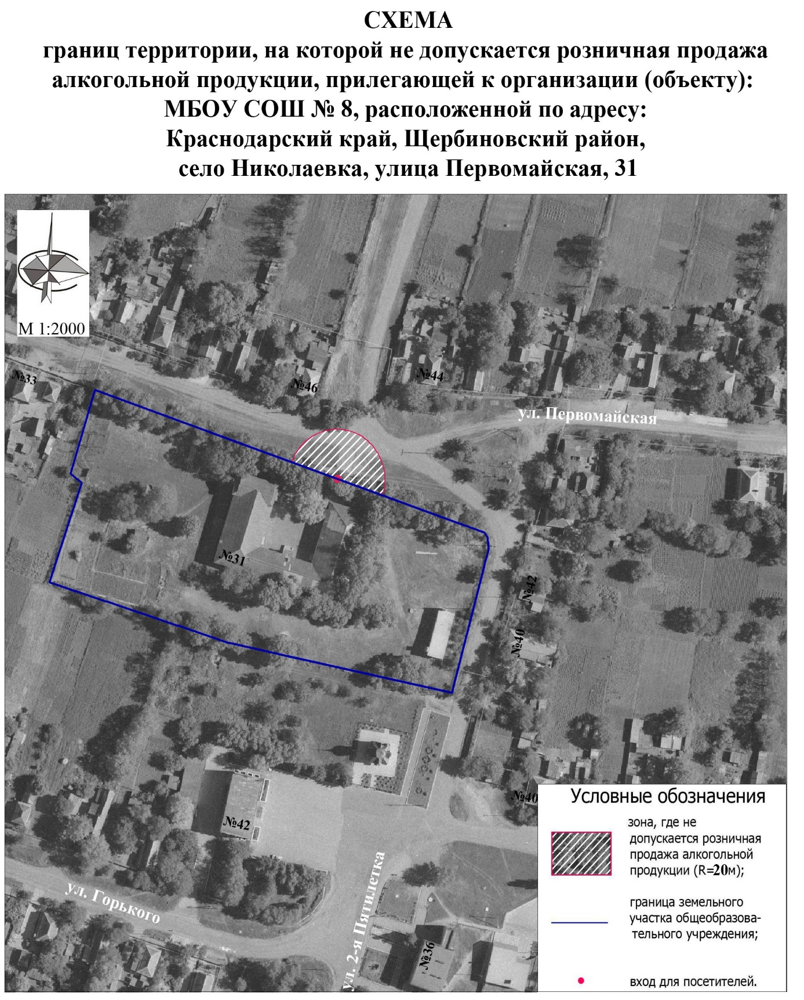 СХЕМА
границ территории, на которой не допускается розничная продажа
алкогольной продукции, прилегающей к организации (объекту):
МБОУ СОШ № 8, расположенной по адресу:
Краснодарский край, Щербиновский район,
село Николаевка, улица Первомайская, 31
М 1:2000
№33
№46
№44
ул. Первомайская
№31
№42
№40
№40
№42
ул. Горького
ул. 2-я Пятилетка
№36
Условные обозначения
зона, где не
допускается розничная
продажа алкогольной
продукции (R=20м);
граница земельного
участка общеобразова-
тельного учреждения;
вход для посетителей.